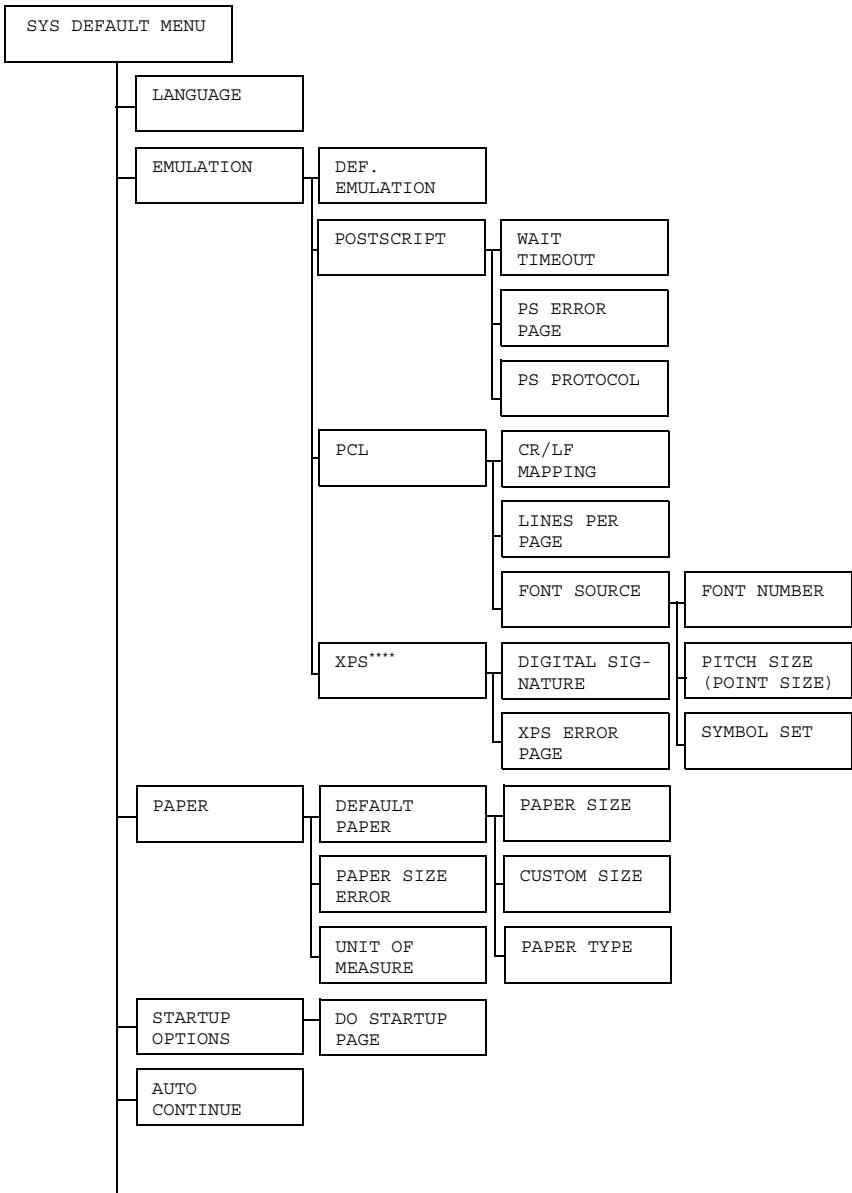 SYS DEFAULT MENU
LANGUAGE
EMULATION
DEF.
EMULATION
POSTSCRIPT
WAIT
TIMEOUT
PS ERROR
PAGE
PS PROTOCOL
PCL
CR/LF
MAPPING
LINES PER
PAGE
FONT SOURCE
FONT NUMBER
PITCH SIZE
(POINT SIZE)
SYMBOL SET
XPS****
DIGITAL SIG-
NATURE
XPS ERROR
PAGE
PAPER
DEFAULT
PAPER
PAPER SIZE
CUSTOM SIZE
PAPER TYPE
PAPER SIZE
ERROR
UNIT OF
MEASURE
STARTUP
OPTIONS
DO STARTUP
PAGE
AUTO
CONTINUE